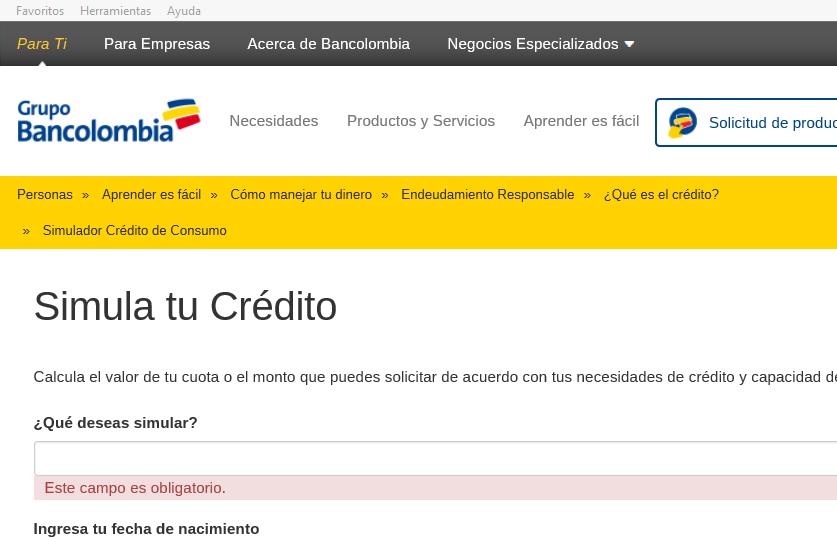 Favoritos Herramientas Ayuda
Para Ti Para Empresas Acerca de Bancolombia Negocios Especializados
Grupo
Bancolombia
Necesidades Productos y Servicios Aprender es fácil Solicitud de produc
Personas » Aprender es fácil » Cómo manejar tu dinero » Endeudamiento Responsable » ¿Qué es el crédito?
» Simulador Crédito de Consumo
Simula tu Crédito
Calcula el valor de tu cuota o el monto que puedes solicitar de acuerdo con tus necesidades de crédito y capacidad de
¿Qué deseas simular?
Este campo es obligatorio.
Ingresa tu fecha de nacimiento